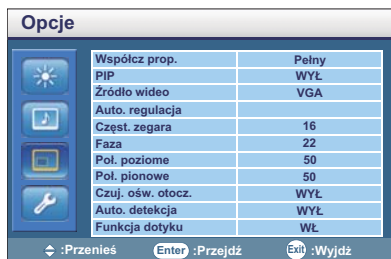 Opcje
Współcz prop. Pełny
PIP WYŁ
Źródło wideo VGA
Auto. regulacja
Częst. zegara 16
Faza 22
Poł. poziome 50
Poł. pionowe 50
Czuj. ośw. otocz. WYŁ
Auto. detekcja WYŁ
Funkcja dotyku WŁ
:Przenieś Enter :Przejdź Exit :Wyjdż